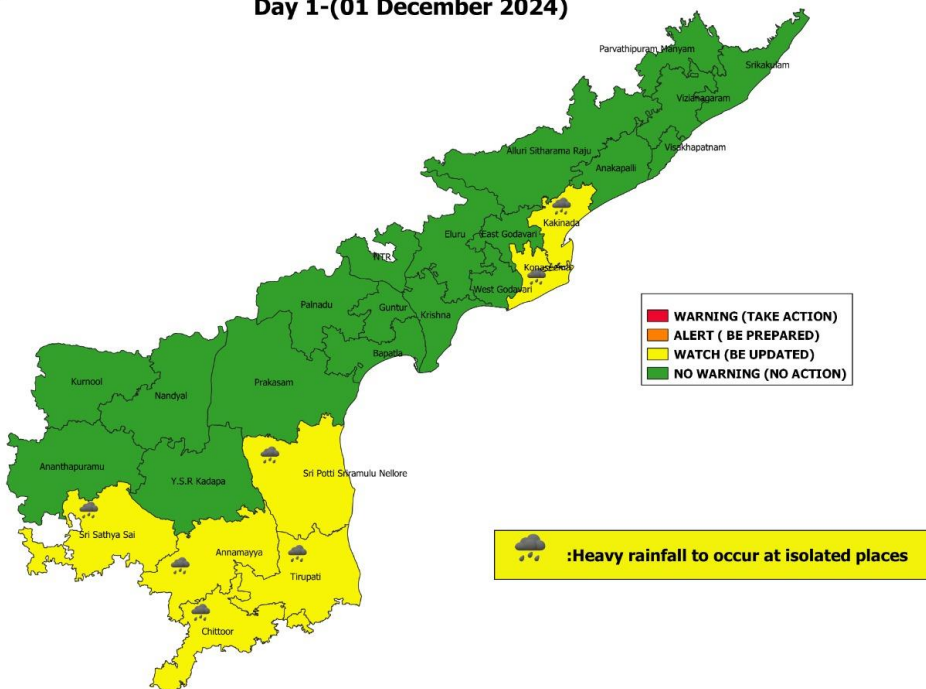 Day 1-(01 December 2024)
Parvathipuram Manyam
Srikakulam
Vizianagaram
Visakhapatnam
Alluri Sitharama Raju
Anakapalli
Kakinada
East Godavari
Eluru
NTR
Konaseema
West Godavari
Palnadu
Guntur
Krishna
Bapatla
Prakasam
Kurnool
Nandyal
Ananthapuramu
Y.S.R Kadapa
Sri Potti Sriramulu Nellore
Sri Sathya Sai
Annamayya
Tirupati
Chittoor
WARNING (TAKE ACTION)
ALERT ( BE PREPARED)
WATCH (BE UPDATED)
NO WARNING (NO ACTION)
:Heavy rainfall to occur at isolated places